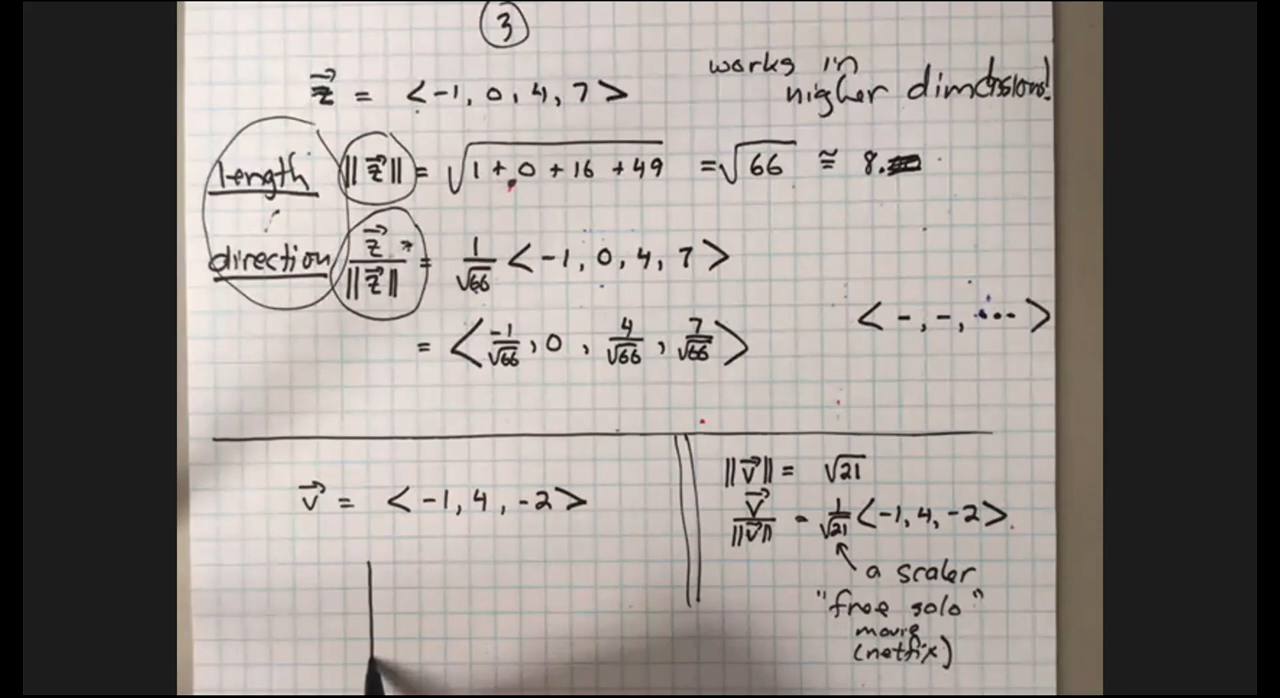 3
z⃗ = < -1, 0, 4, 7 >
works in
higher dimensions!
length ||z⃗|| = √(1 + 0 + 16 + 49) = √66 ≅ 8.
direction z⃗/||z⃗|| = 1/√66 < -1, 0, 4, 7 >
< -, -, ... >
= < -1/√66, 0, 4/√66, 7/√66 >
v⃗ = < -1, 4, -2 >
||v⃗|| = √21
v⃗/||v⃗|| = 1/√21 < -1, 4, -2 >
a scaler
"free solo"
movie
(netfix)